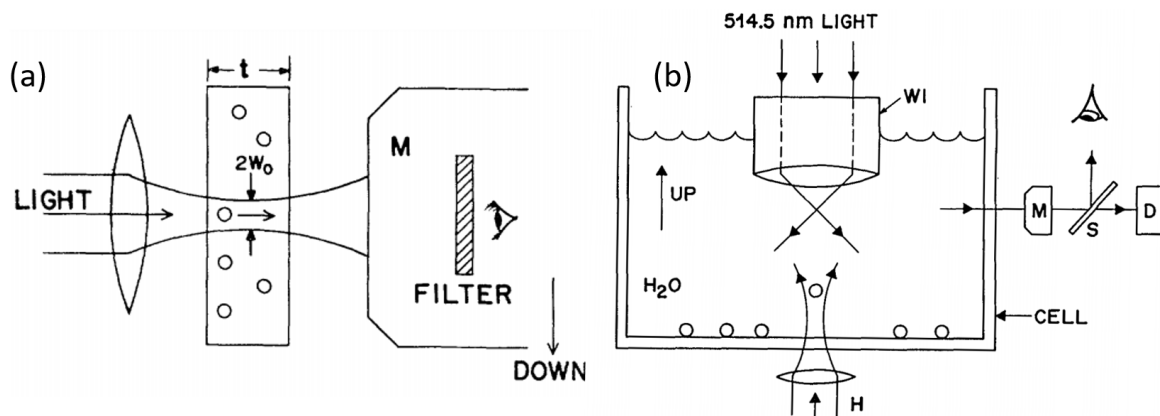 (a)
t
2W₀
LIGHT
M
FILTER
DOWN
(b)
514.5 nm LIGHT
WI
UP
H₂O
M
S
D
CELL
H